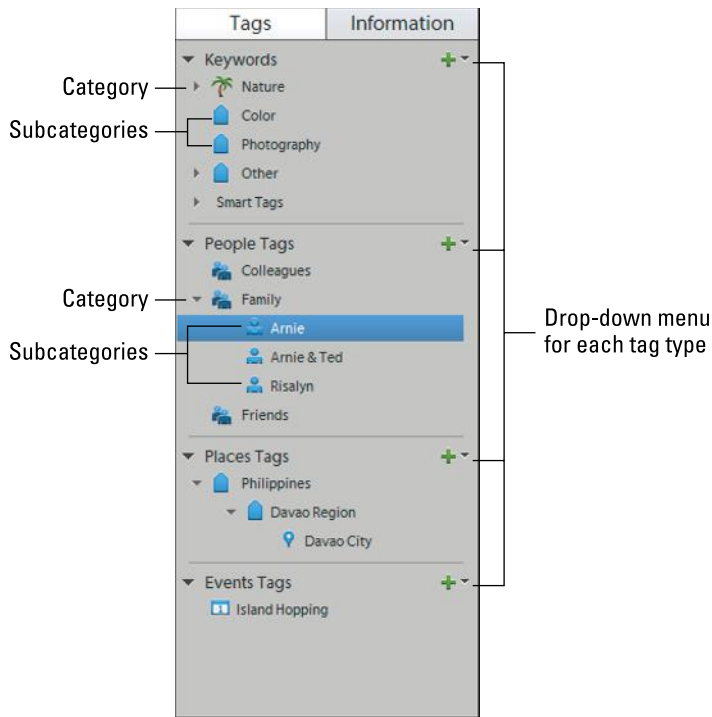 Tags
Information
Keywords
Category
Nature
Subcategories
Color
Photography
Other
Smart Tags
People Tags
Colleagues
Category
Family
Subcategories
Arnie
Arnie & Ted
Risalyn
Friends
Drop-down menu
for each tag type
Places Tags
Philippines
Davao Region
Davao City
Events Tags
Island Hopping